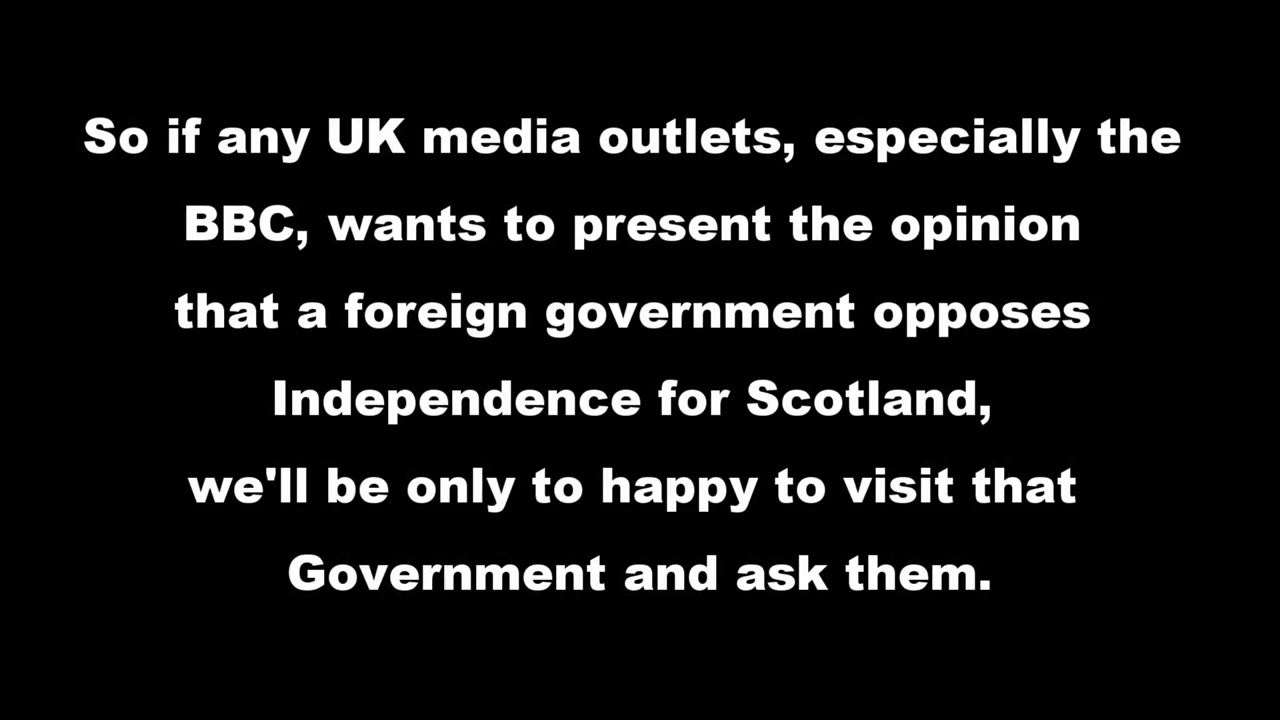 So if any UK media outlets, especially the
BBC, wants to present the opinion
that a foreign government opposes
Independence for Scotland,
we'll be only to happy to visit that
Government and ask them.